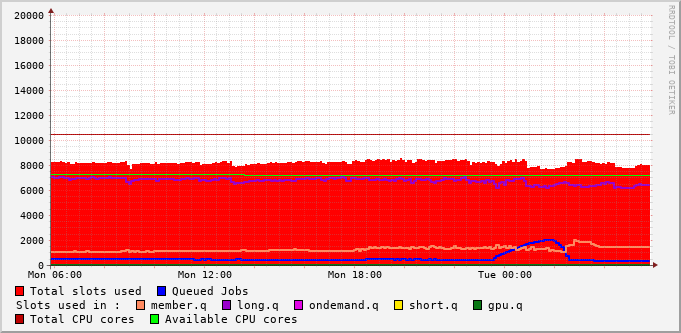 20000
18000
16000
14000
12000
10000
8000
6000
4000
2000
0
Mon 06:00 Mon 12:00 Mon 18:00 Tue 00:00
Total slots used Queued Jobs
Slots used in : member.q long.q ondemand.q short.q gpu.q
Total CPU cores Available CPU cores
RRDTOOL / TOBI OETIKER